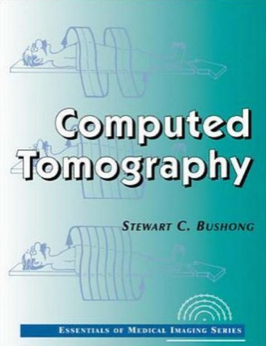 Computed
Tomography
STEWART C. BUSHONG
ESSENTIALS OF MEDICAL IMAGING SERIES